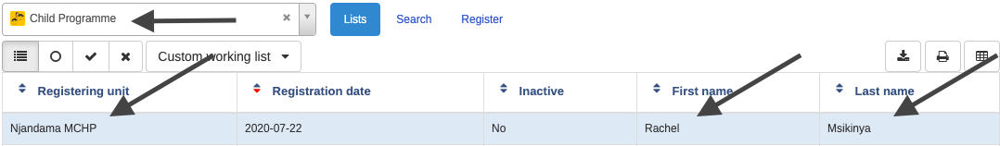 Child Programme Lists Search Register
Custom working list
Registering unit Registration date Inactive First name Last name
Njandama MCHP 2020-07-22 No Rachel Msikinya